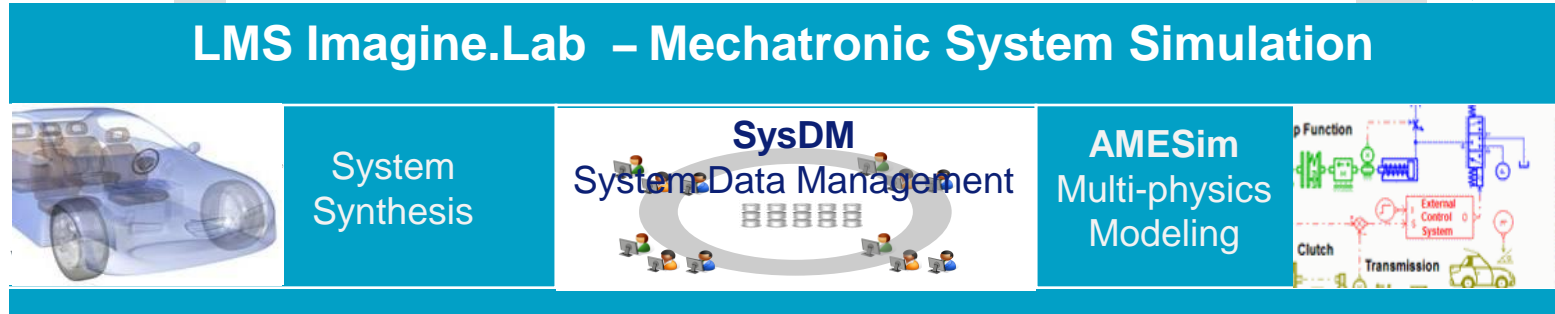 LMS Imagine.Lab – Mechatronic System Simulation
System
Synthesis
SysDM
System Data Management
AMESim
Multi-physics
Modeling
p Function
External
Control
System
Clutch
Transmission